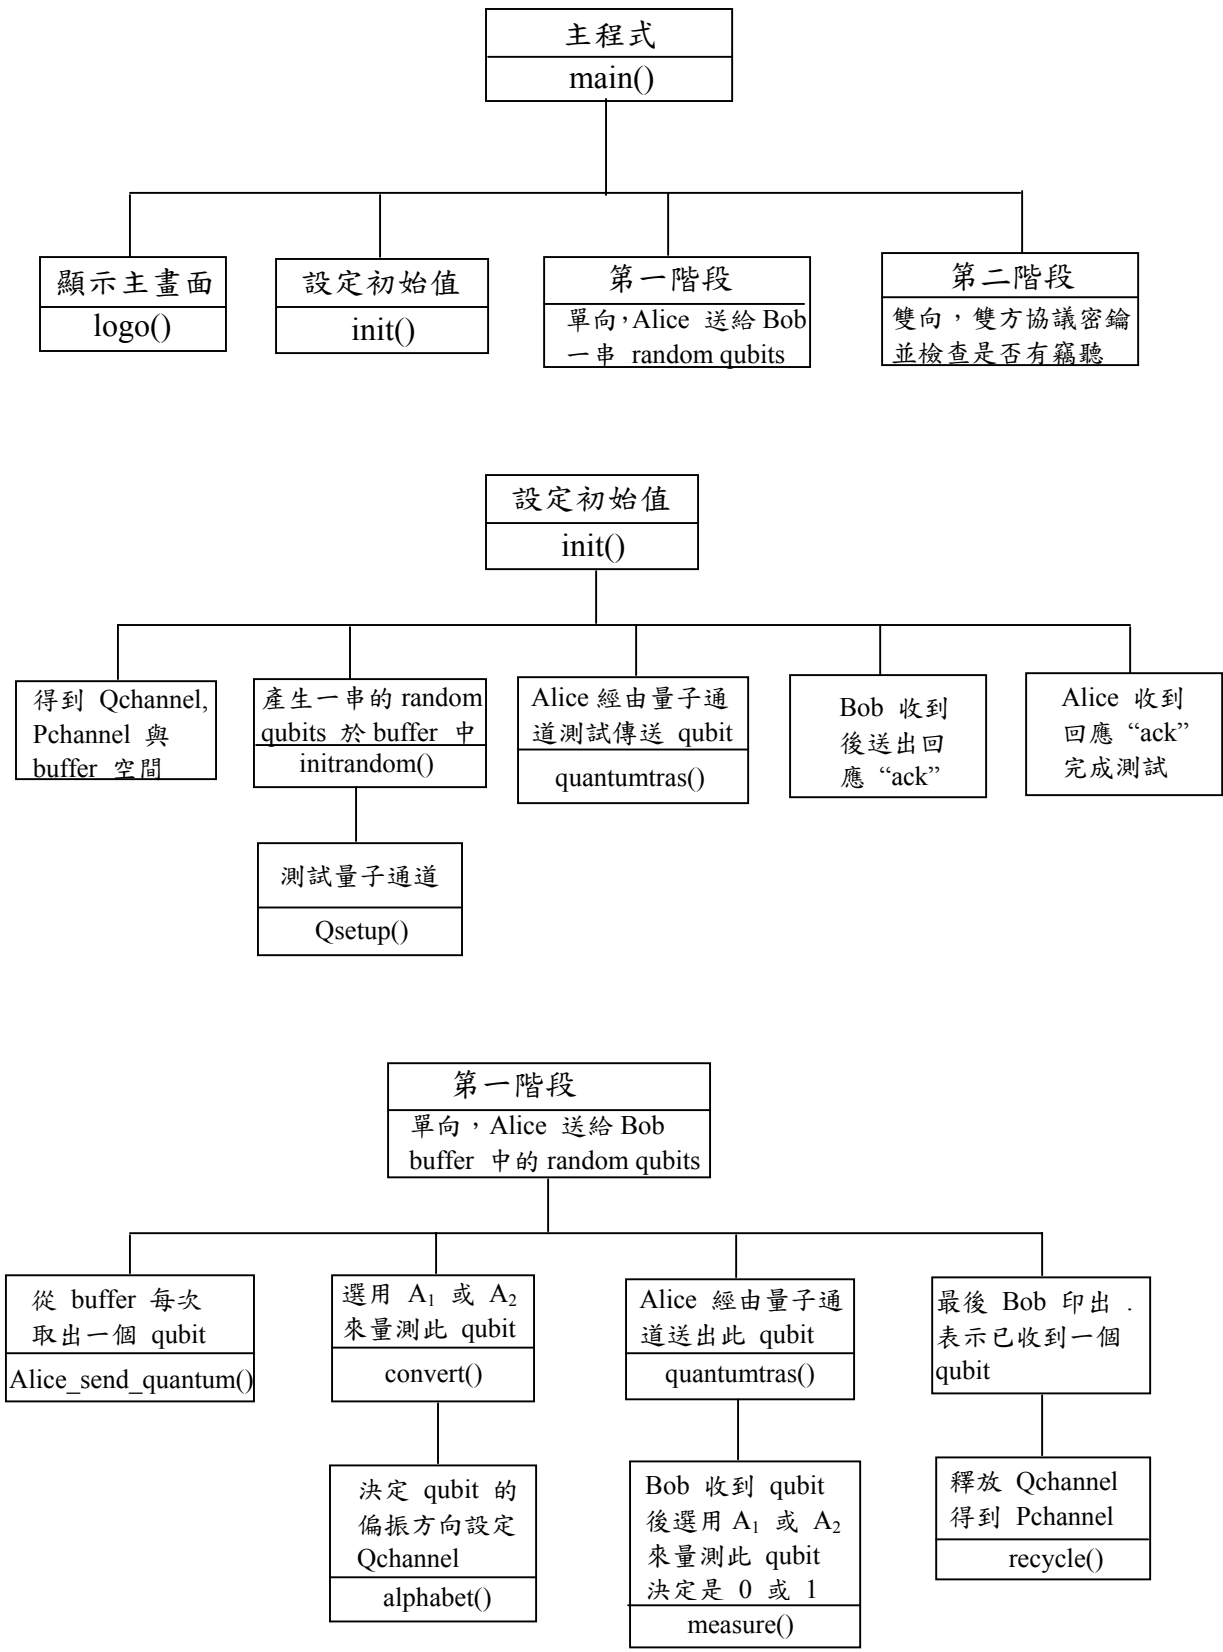 主程式
main()
顯示主畫面
logo()
設定初始值
init()
第一階段
單向，Alice 送給 Bob
一串 random qubits
第二階段
雙向，雙方協議密鑰
並檢查是否有竊聽
設定初始值
init()
得到 Qchannel,
Pchannel 與
buffer 空間
產生一串的 random
qubits 於 buffer 中
initrandom()
Alice 經由量子通
道測試傳送 qubit
quantumtras()
Bob 收到
後送出回
應 “ack”
Alice 收到
回應 “ack”
完成測試
測試量子通道
Qsetup()
第一階段
單向，Alice 送給 Bob
buffer 中的 random qubits
從 buffer 每次
取出一個 qubit
Alice_send_quantum()
選用 A₁ 或 A₂
來量測此 qubit
convert()
Alice 經由量子通
道送出此 qubit
quantumtras()
最後 Bob 印出 .
表示已收到一個
qubit
決定 qubit 的
偏振方向設定
Qchannel
alphabet()
Bob 收到 qubit
後選用 A₁ 或 A₂
來量測此 qubit
決定是 0 或 1
measure()
釋放 Qchannel
得到 Pchannel
recycle()